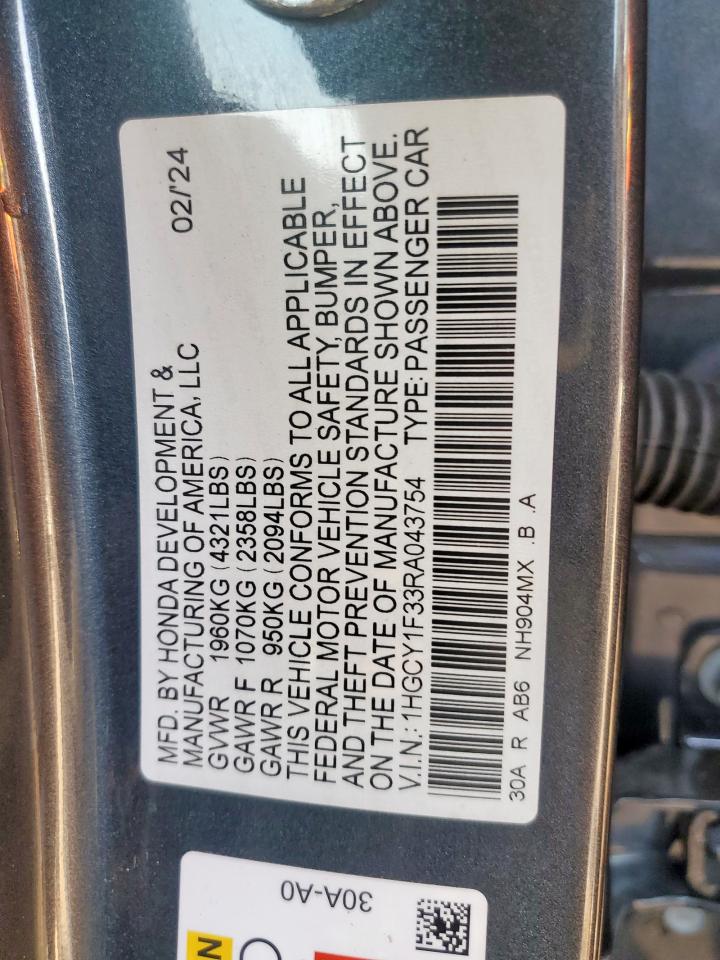 MFD. BY HONDA DEVELOPMENT & 02/'24
MANUFACTURING OF AMERICA, LLC
GVWR 1960KG (4321LBS)
GAWR F 1070KG (2358LBS)
GAWR R 950KG (2094LBS)
THIS VEHICLE CONFORMS TO ALL APPLICABLE
FEDERAL MOTOR VEHICLE SAFETY, BUMPER,
AND THEFT PREVENTION STANDARDS IN EFFECT
ON THE DATE OF MANUFACTURE SHOWN ABOVE.
V.I.N.: 1HGCY1F33RA043754 TYPE: PASSENGER CAR
30A R AB6 NH904MX .B .A
30A-A0